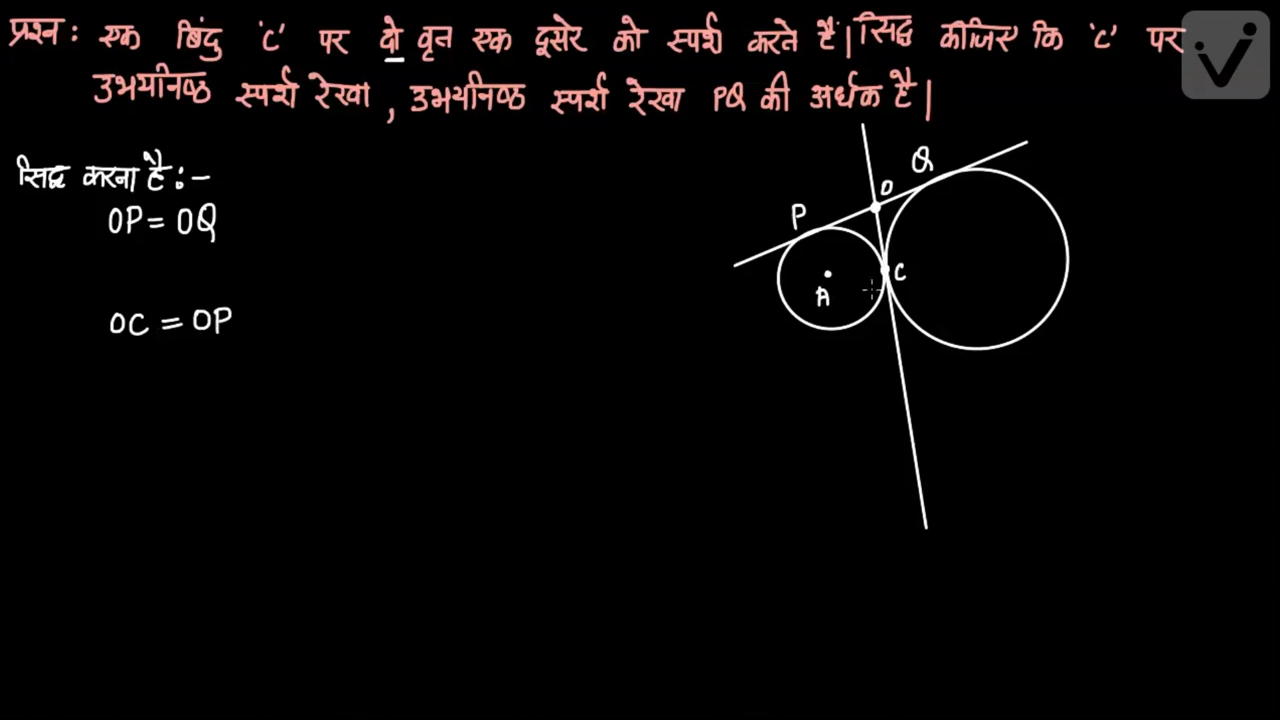 प्रश्न: एक बिंदु 'C' पर दो वृत्त एक दूसरे को स्पर्श करते हैं। सिद्ध कीजिए कि 'C' पर
उभयनिष्ठ स्पर्श रेखा, उभयनिष्ठ स्पर्श रेखा PQ की अर्धक है।
सिद्ध करना है:-
OP = OQ
OC = OP
Q
O
P
C
A